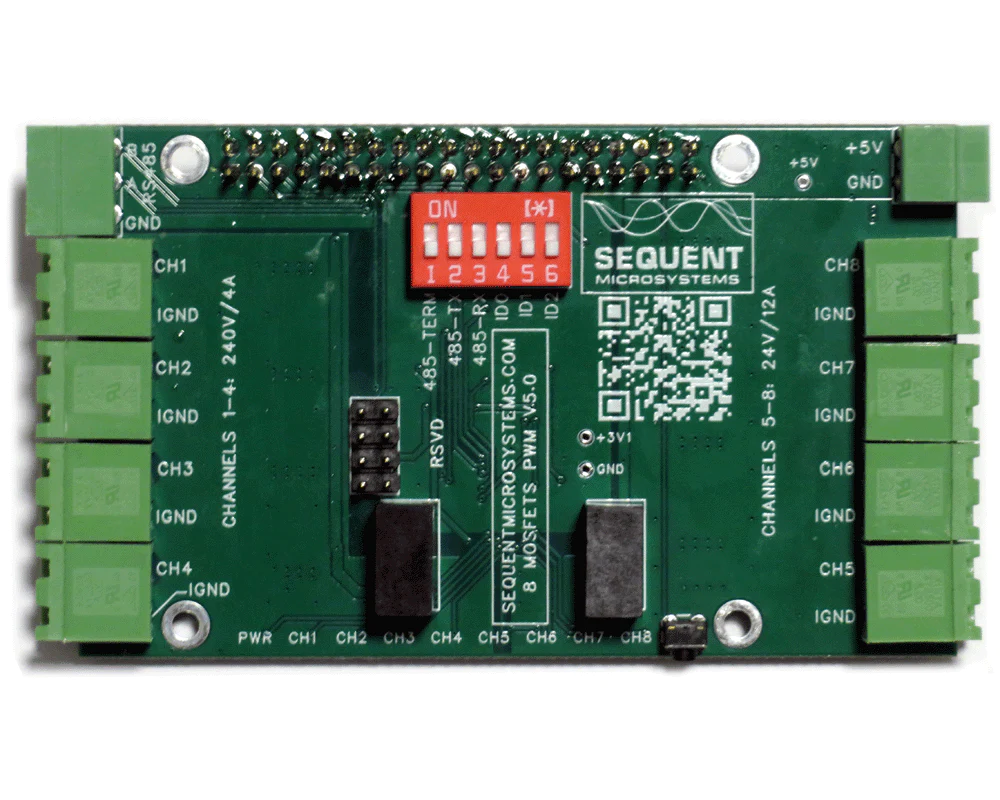 B
A
RS485
GND
+5V
+5V
GND
ON [*]
1 2 3 4 5 6
485-TERM
485-TX
485-RX
ID0
ID1
ID2
SEQUENT
MICROSYSTEMS
CH1
IGND
CH2
IGND
CH3
IGND
CH4
IGND
CHANNELS 1-4: 240V/4A
RSVD
SEQUENTMICROSYSTEMS.COM
8 MOSFETS PWM V5.0
+3V1
GND
CHANNELS 5-8: 24V/12A
CH8
IGND
CH7
IGND
CH6
IGND
CH5
IGND
PWR CH1 CH2 CH3 CH4 CH5 CH6 CH7 CH8